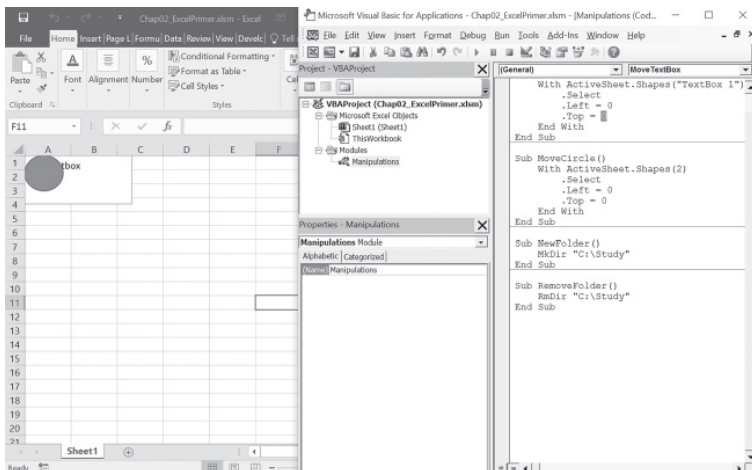 Chap02_ExcelPrimer.xlsm - Excel
File Home Insert Page L Formu Data Review View Develc Tell
Paste
Font Alignment Number
Conditional Formatting
Format as Table
Cell Styles
Cel
Clipboard
Styles
F11
fx
A B C D E F
1
tbox
2
3
4
5
6
7
8
9
10
11
12
13
14
15
16
17
18
19
20
21
Sheet1
Ready
Microsoft Visual Basic for Applications - Chap02_ExcelPrimer.xlsm - [Manipulations (Cod...
File Edit View Insert Format Debug Run Tools Add-Ins Window Help
Project - VBAProject
VBAProject (Chap02_ExcelPrimer.xlsm)
Microsoft Excel Objects
Sheet1 (Sheet1)
ThisWorkbook
Modules
Manipulations
Properties - Manipulations
Manipulations Module
Alphabetic Categorized
(Name) Manipulations
(General) MoveTextBox
With ActiveSheet.Shapes("TextBox 1")
.Select
.Left = 0
.Top = 0
End With
End Sub
Sub MoveCircle()
With ActiveSheet.Shapes(2)
.Select
.Left = 0
.Top = 0
End With
End Sub
Sub NewFolder()
MkDir "C:\Study"
End Sub
Sub RemoveFolder()
RmDir "C:\Study"
End Sub